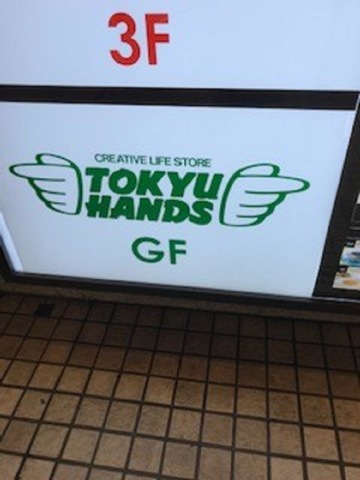 3F
CREATIVE LIFE STORE
TOKYU
HANDS
GF